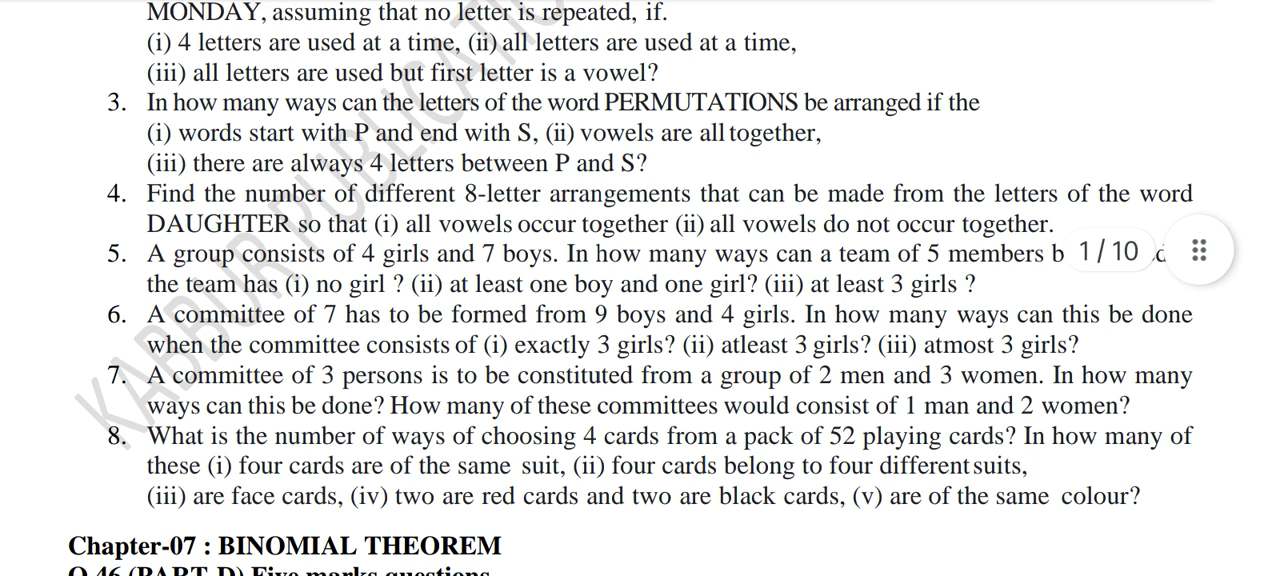 MONDAY, assuming that no letter is repeated, if.
(i) 4 letters are used at a time, (ii) all letters are used at a time,
(iii) all letters are used but first letter is a vowel?
3. In how many ways can the letters of the word PERMUTATIONS be arranged if the
(i) words start with P and end with S, (ii) vowels are all together,
(iii) there are always 4 letters between P and S?
4. Find the number of different 8-letter arrangements that can be made from the letters of the word
DAUGHTER so that (i) all vowels occur together (ii) all vowels do not occur together.
5. A group consists of 4 girls and 7 boys. In how many ways can a team of 5 members b
1 / 10
the team has (i) no girl ? (ii) at least one boy and one girl? (iii) at least 3 girls ?
6. A committee of 7 has to be formed from 9 boys and 4 girls. In how many ways can this be done
when the committee consists of (i) exactly 3 girls? (ii) atleast 3 girls? (iii) atmost 3 girls?
7. A committee of 3 persons is to be constituted from a group of 2 men and 3 women. In how many
ways can this be done? How many of these committees would consist of 1 man and 2 women?
8. What is the number of ways of choosing 4 cards from a pack of 52 playing cards? In how many of
these (i) four cards are of the same suit, (ii) four cards belong to four different suits,
(iii) are face cards, (iv) two are red cards and two are black cards, (v) are of the same colour?
Chapter-07 : BINOMIAL THEOREM
Q.46 (PART-D) Five marks questions
KABBUR PUBLICATIO